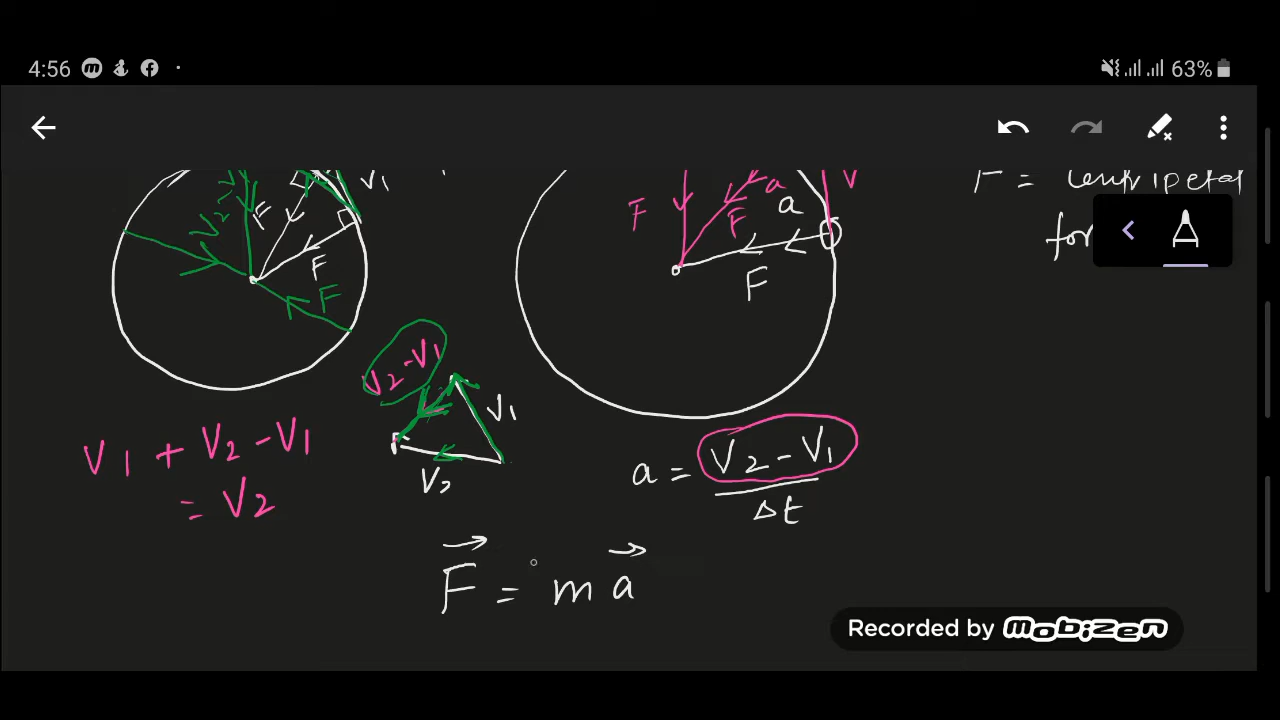 4:56 63%
V1
F = centripetal
for
V2
F
F
F
F
F
a
V
a
F
V2 - V1
V1
V2
V1 + V2 - V1
= V2
a = V2 - V1
Δt
F = ma
Recorded by Mobizen